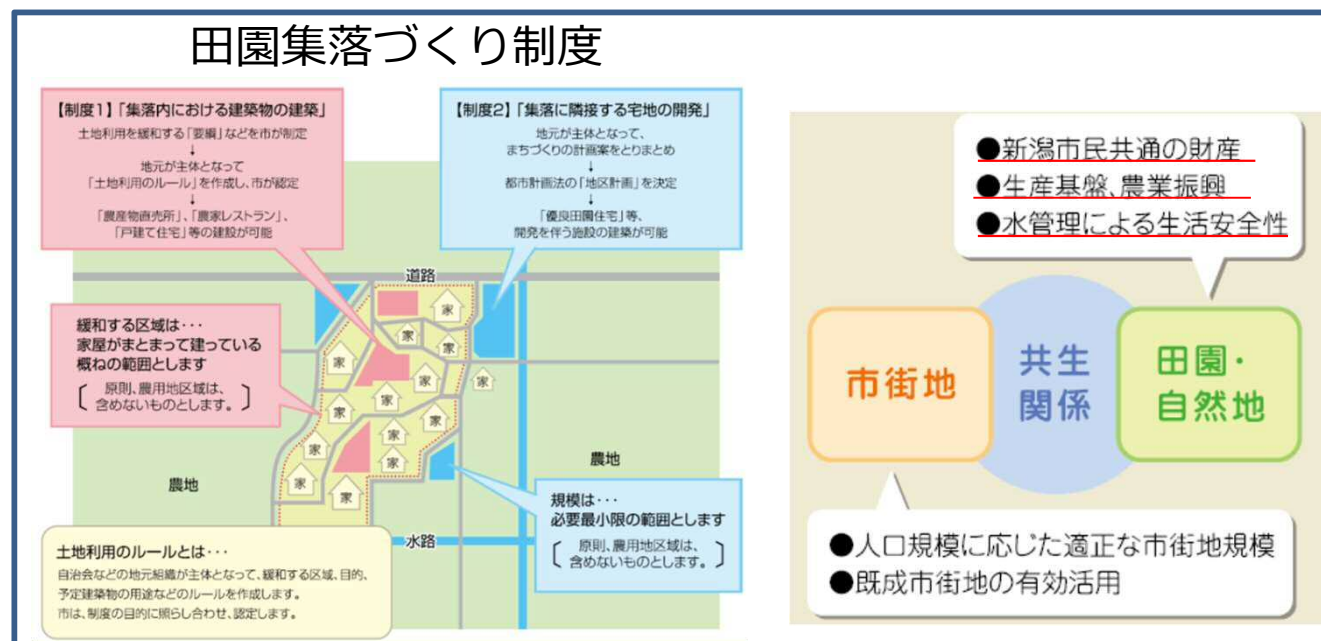 田園集落づくり制度
【制度1】「集落内における建築物の建築」
土地利用を緩和する「要綱」などを市が制定
↓
地元が主体となって
「土地利用のルール」を作成し、市が認定
↓
「農産物直売所」、「農家レストラン」、
「戸建て住宅」等の建設が可能
【制度2】「集落に隣接する宅地の開発」
地元が主体となって、
まちづくりの計画案をとりまとめ
↓
都市計画法の「地区計画」を決定
↓
「優良田園住宅」等、
開発を伴う施設の建築が可能
道路
緩和する区域は・・・
家屋がまとまって建っている
概ねの範囲とします
原則、農用地区域は、
含めないものとします。
家
家
家
家
家
家
家
家
家
家
家
家
家
家
農地
農地
水路
規模は・・・
必要最小限の範囲とします
原則、農用地区域は、
含めないものとします。
土地利用のルールとは・・・
自治会などの地元組織が主体となって、緩和する区域、目的、
予定建築物の用途などのルールを作成します。
市は、制度の目的に照らし合わせ、認定します。
●新潟市民共通の財産
●生産基盤、農業振興
●水管理による生活安全性
市街地
共生
関係
田園・
自然地
●人口規模に応じた適正な市街地規模
●既成市街地の有効活用